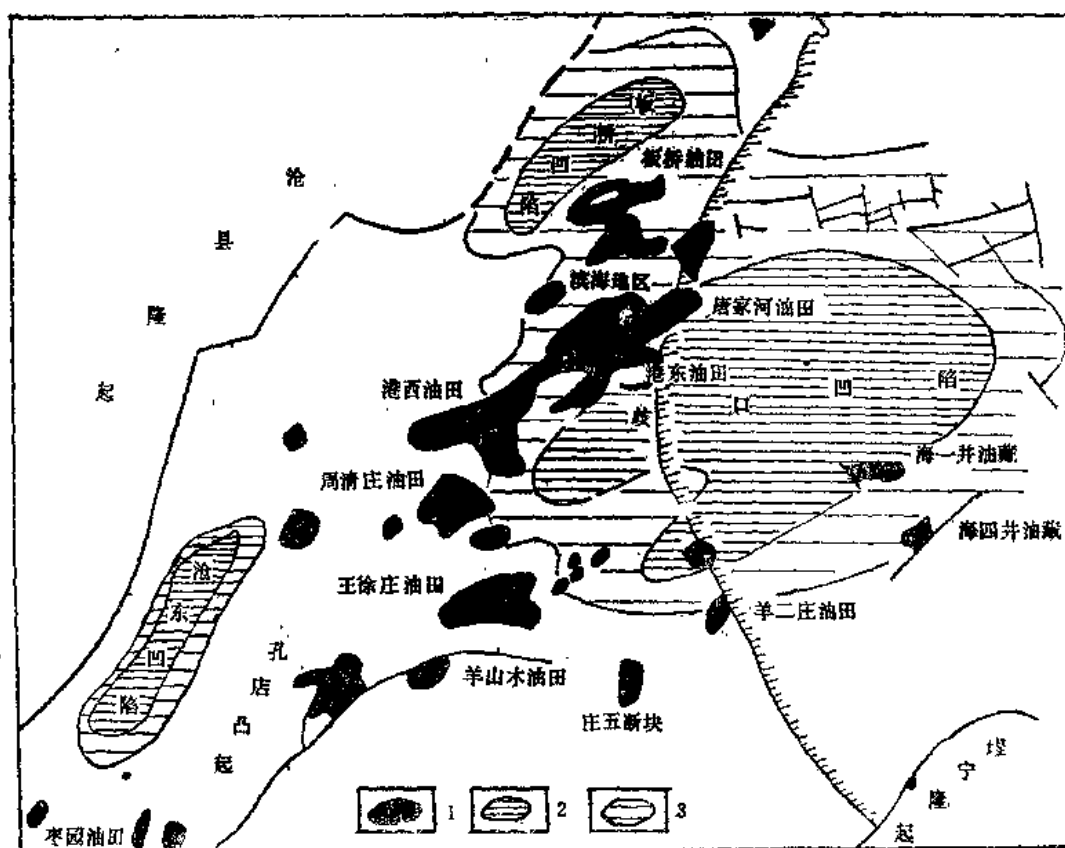 板桥凹陷
板桥油田
沧县隆起
滨海地区
唐家河油田
港西油田
港东油田
歧口凹陷
海一井油藏
周清庄油田
海四井油藏
王徐庄油田
羊二庄油田
沧东凹陷
孔店凸起
羊山木油田
庄五断块
埕宁隆起
枣园油田
1
2
3